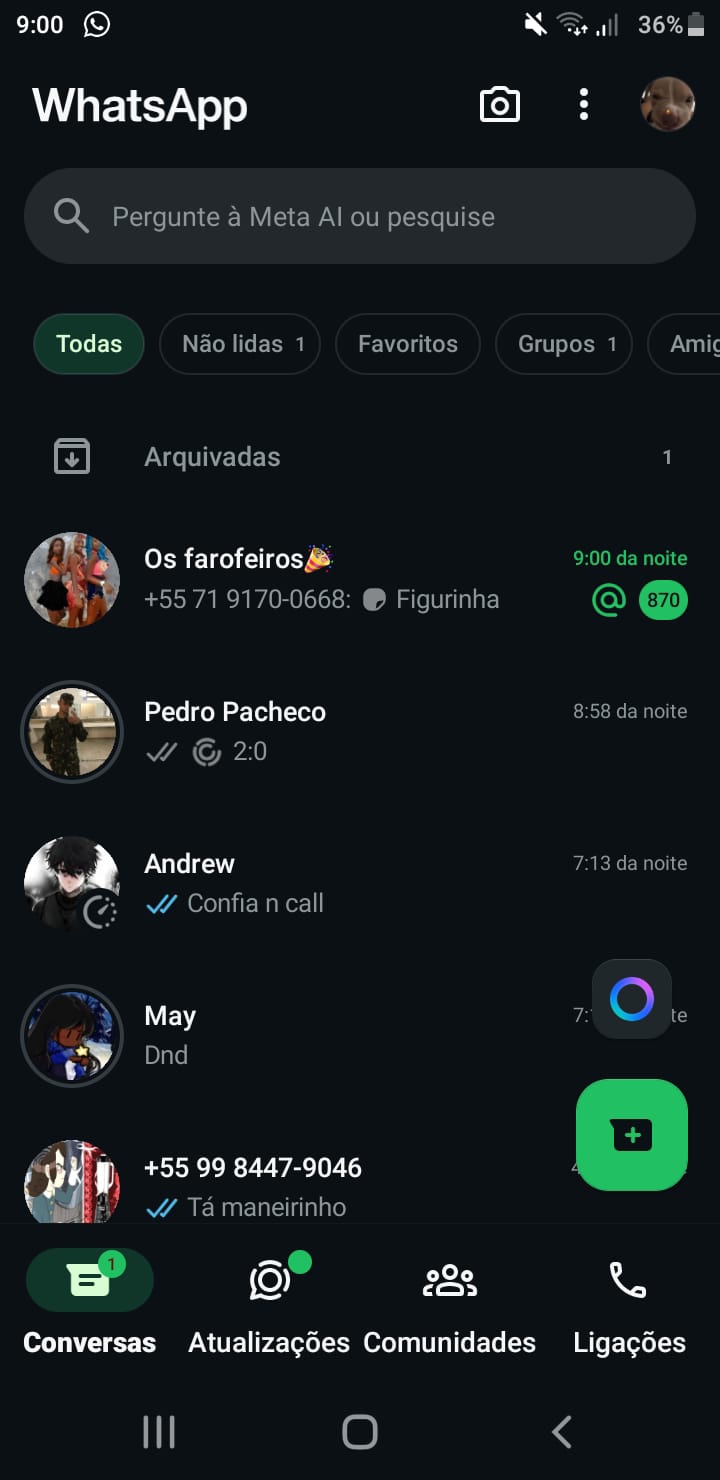 9:00 36%
WhatsApp
Pergunte à Meta AI ou pesquise
Todas Não lidas 1 Favoritos Grupos 1 Amig
Arquivadas 1
Os farofeiros🎉 9:00 da noite
+55 71 9170-0668: Figurinha @ 870
Pedro Pacheco 8:58 da noite
2:0
Andrew 7:13 da noite
Confia n call
May 7: te
Dnd
+55 99 8447-9046
Tá maneirinho
1
Conversas Atualizações Comunidades Ligações